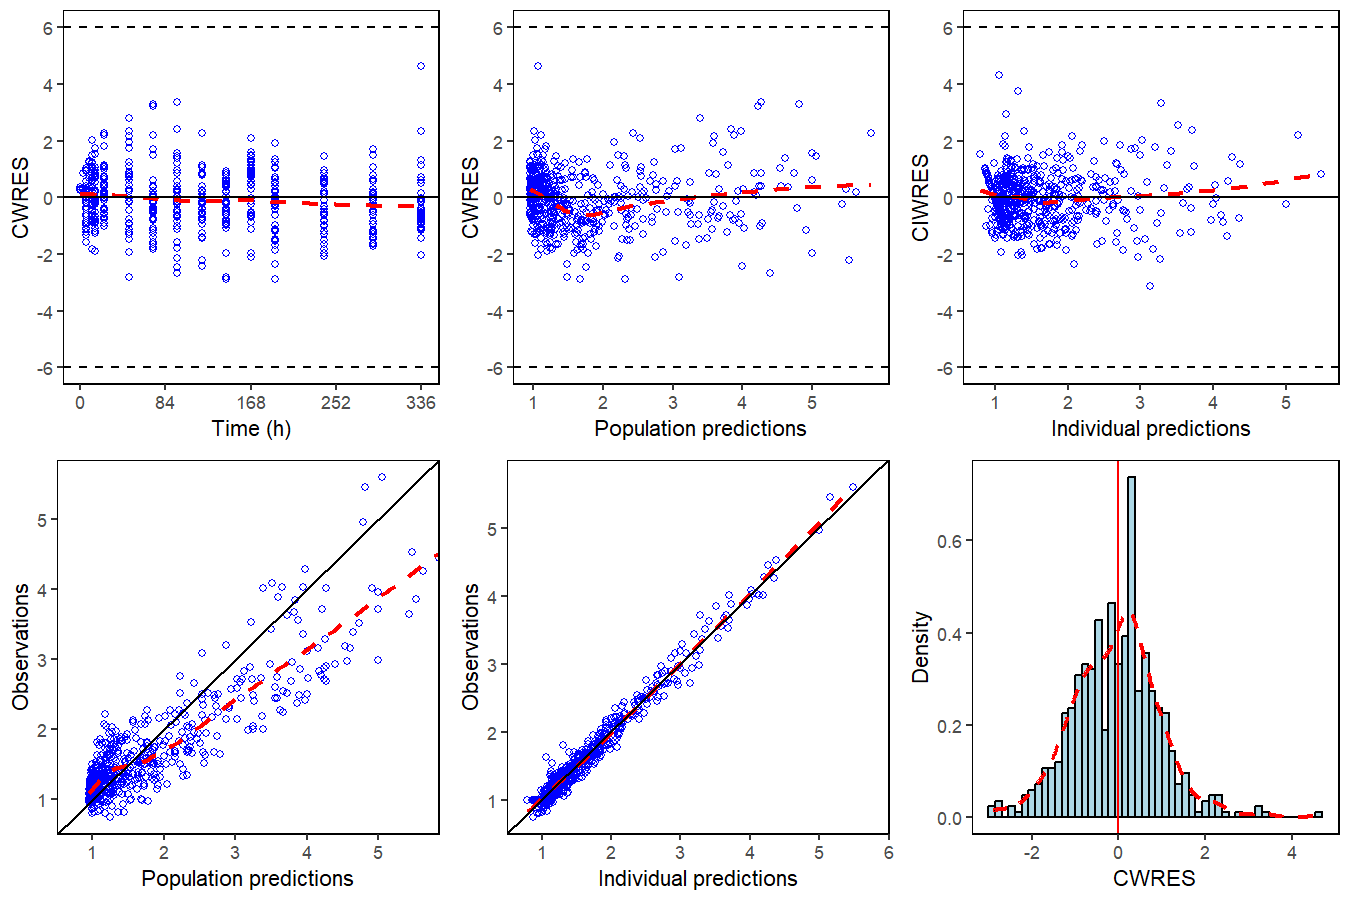 6
4
2
0
-2
-4
-6
CWRES
0 84 168 252 336
Time (h)
6
4
2
0
-2
-4
-6
CWRES
1 2 3 4 5
Population predictions
6
4
2
0
-2
-4
-6
CIWRES
1 2 3 4 5
Individual predictions
5
4
3
2
1
Observations
1 2 3 4 5
Population predictions
5
4
3
2
1
Observations
1 2 3 4 5 6
Individual predictions
0.6
0.4
0.2
0.0
Density
-2 0 2 4
CWRES